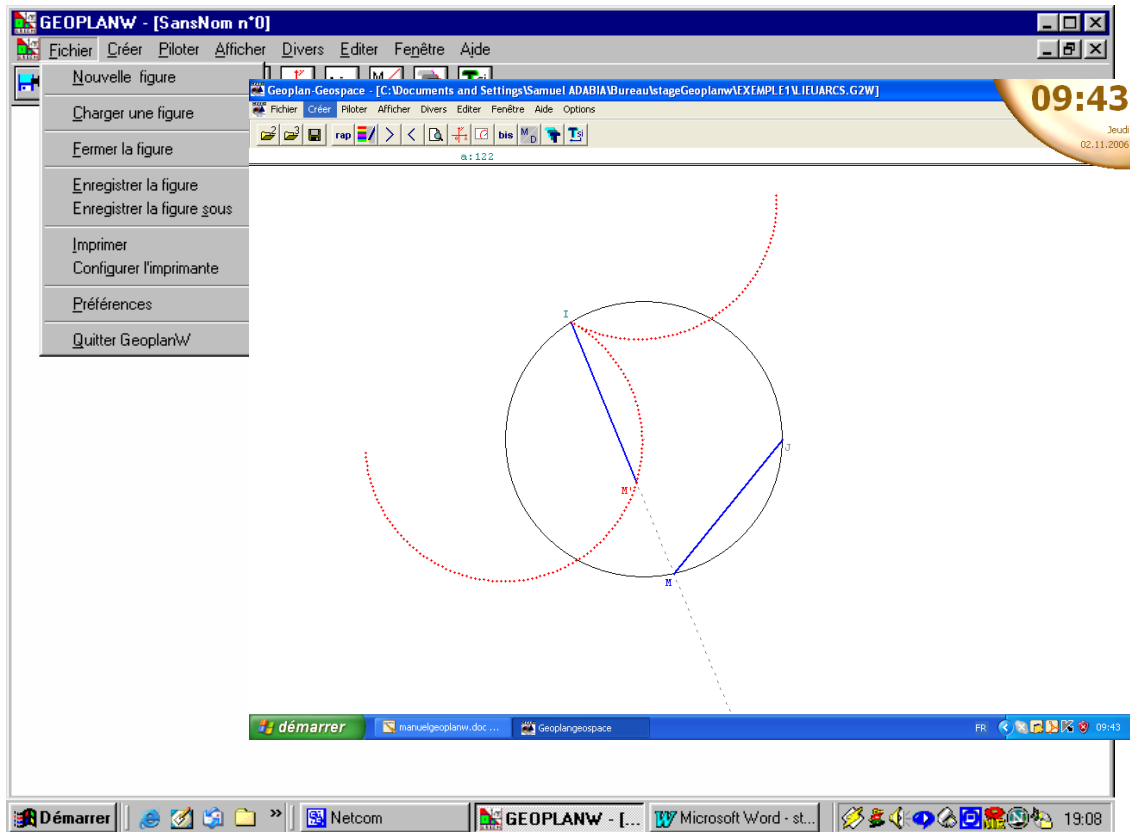 GEOPLANW - [SansNom n°0]
Fichier Créer Piloter Afficher Divers Editer Fenêtre Ajde
Nouvelle figure
Charger une figure
Fermer la figure
Enregistrer la figure
Enregistrer la figure sous
Imprimer
Configurer l'imprimante
Préférences
Quitter GeoplanW
Geoplan-Geospace - [C:\Documents and Settings\Samuel ADABIA\Bureau\stageGeoplanw\EXEMPLE1\LIEUARCS.G2W]
Fichier Créer Piloter Afficher Divers Editer Fenêtre Aide Options
rap bis
a:122
09:43
Jeudi
02.11.2006
I
J
M'
M
démarrer manuelgeoplanw.doc ... Geoplangeospace FR 09:43
Démarrer Netcom GEOPLANW - [... Microsoft Word - st... 19:08